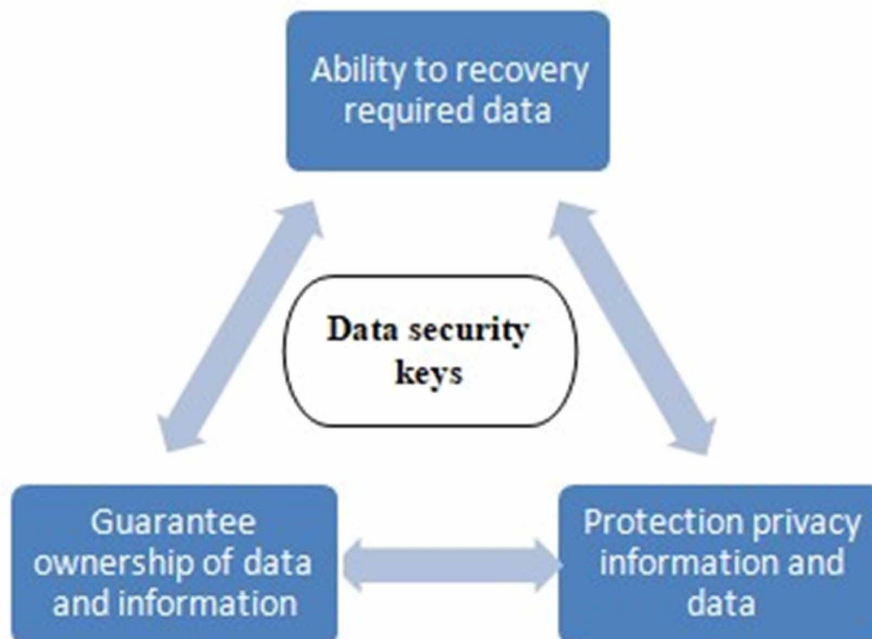 Ability to recovery
required data
Data security
keys
Guarantee
ownership of data
and information
Protection privacy
information and
data